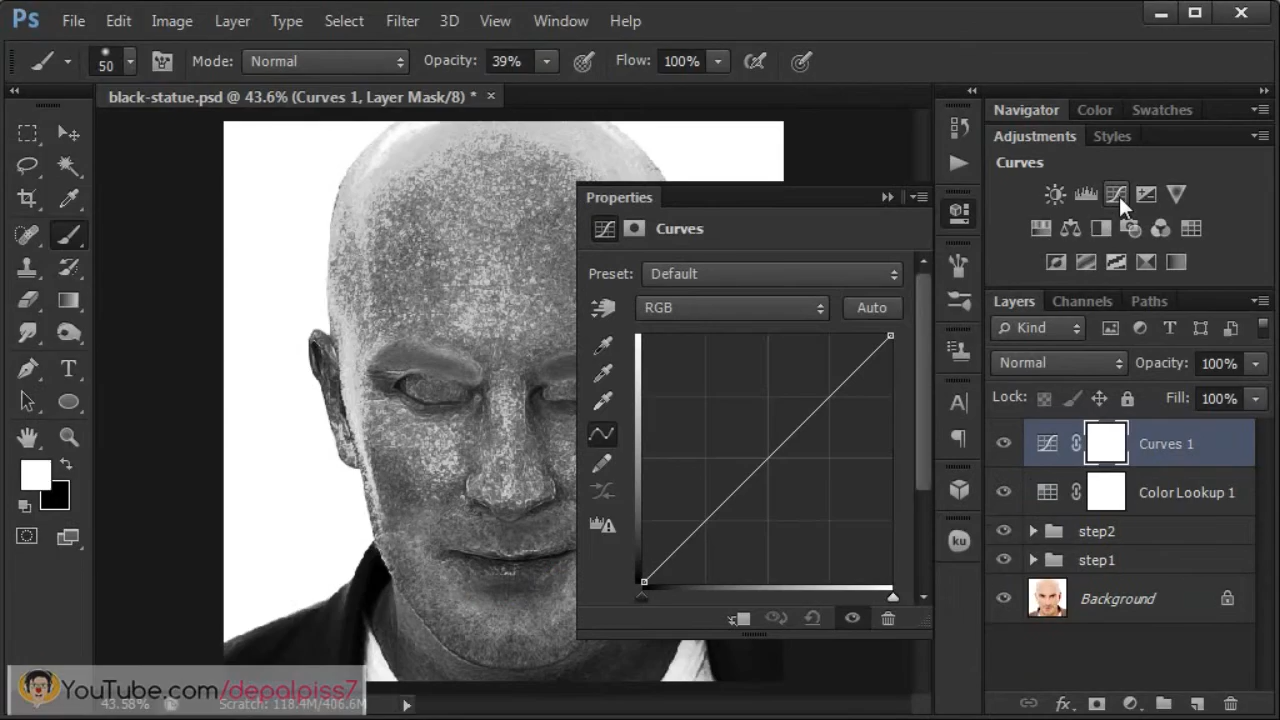 Ps File Edit Image Layer Type Select Filter 3D View Window Help
50 Mode: Normal Opacity: 39% Flow: 100%
black-statue.psd @ 43.6% (Curves 1, Layer Mask/8) * ×
Navigator Color Swatches
Adjustments Styles
Curves
Properties
Curves
Preset: Default
RGB Auto
Layers Channels Paths
Kind
Normal Opacity: 100%
Lock: Fill: 100%
Curves 1
Color Lookup 1
step2
step1
Background
A
ku
T
YouTube.com/depaloiss7
43.58% Scratch: 118.4M/406.6M
fx